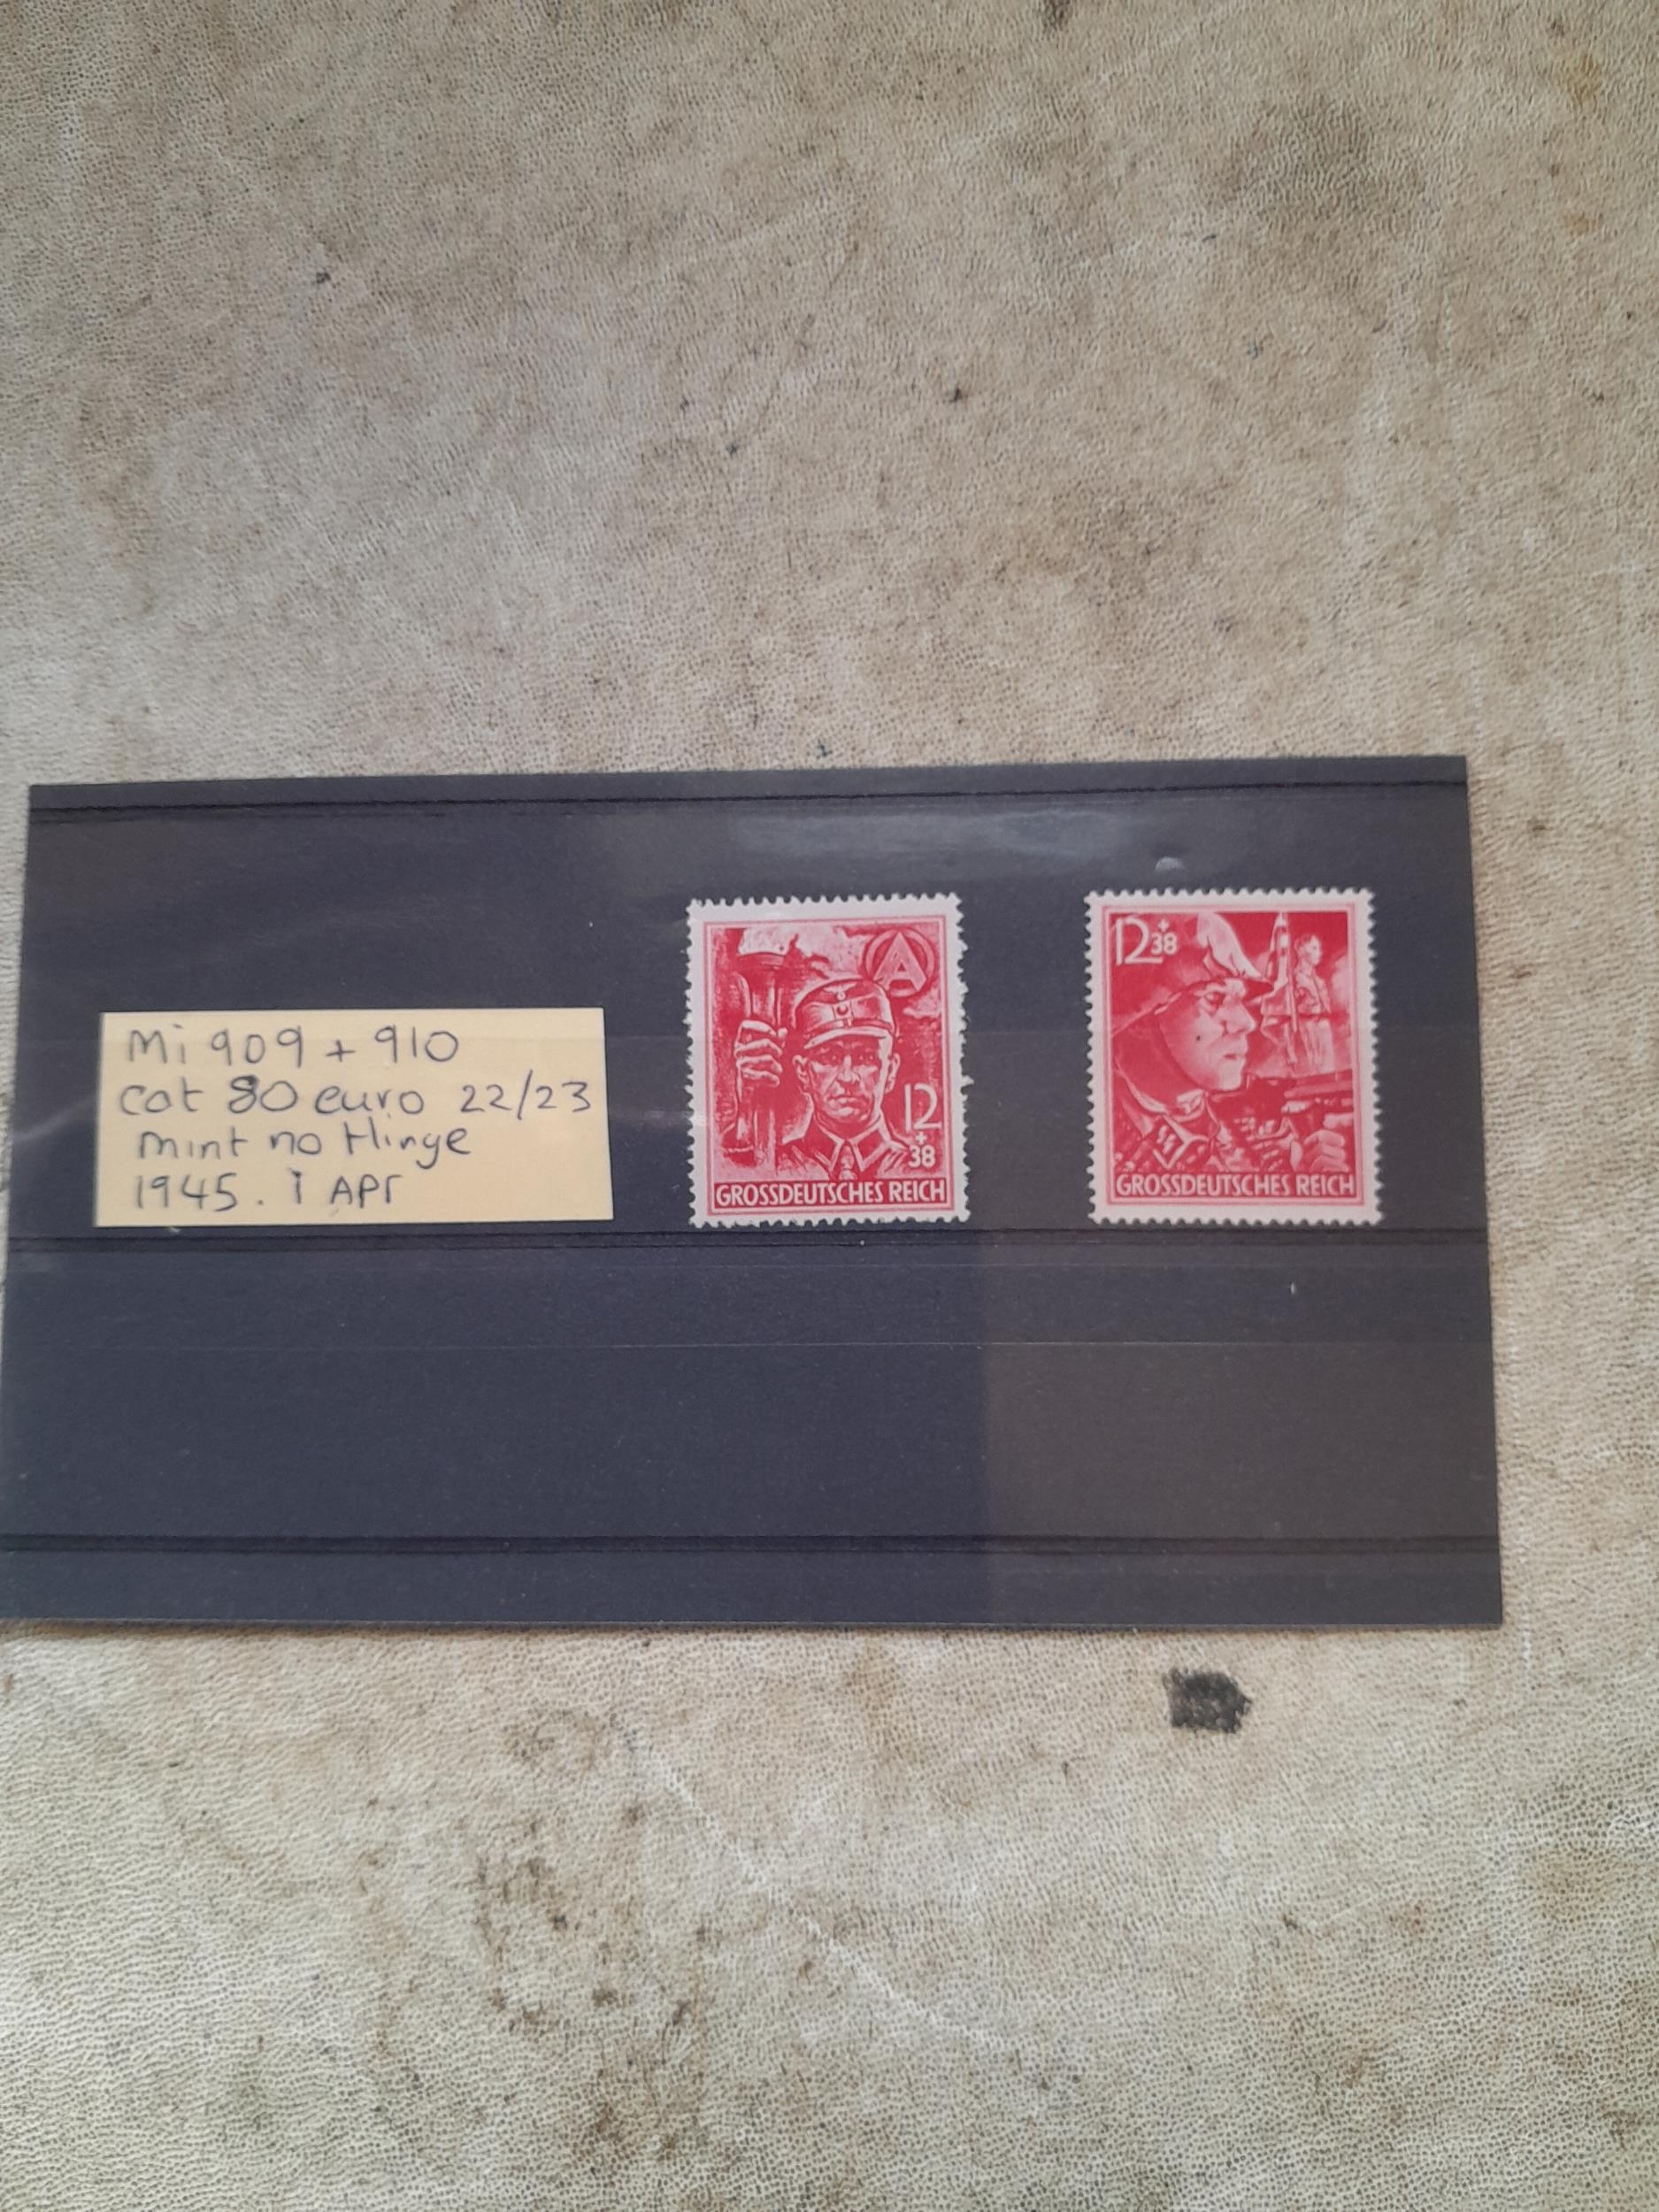 Mi 909 + 910
cat 80 euro 22/23
mint no Hinge
1945. 1 APr
12
+
38
GROSSDEUTSCHES REICH
12+38
GROSSDEUTSCHES REICH